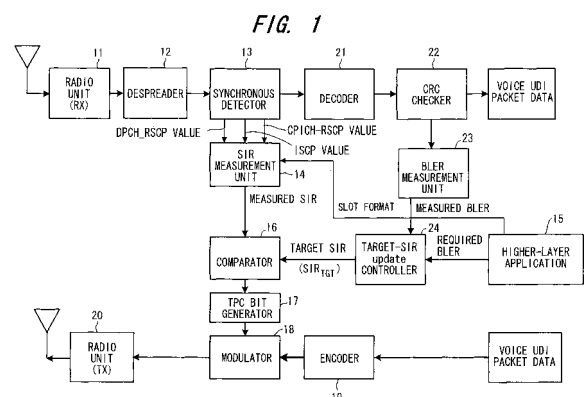 FIG. 1
11
12
13
21
22
RADIO
UNIT
(RX)
DESPREADER
SYNCHRONOUS
DETECTOR
DECODER
CRC
CHECKER
VOICE UDI
PACKET DATA
DPCH_RSCP VALUE
CPICH-RSCP VALUE
ISCP VALUE
23
SIR
MEASUREMENT
UNIT
14
BLER
MEASUREMENT
UNIT
MEASURED SIR
SLOT FORMAT
MEASURED BLER
16
24
15
COMPARATOR
TARGET SIR
(SIRTGT)
TARGET-SIR
update
CONTROLLER
REQUIRED
BLER
HIGHER-LAYER
APPLICATION
TPC BIT
GENERATOR
17
20
18
RADIO
UNIT
(TX)
MODULATOR
ENCODER
VOICE UDI
PACKET DATA
19